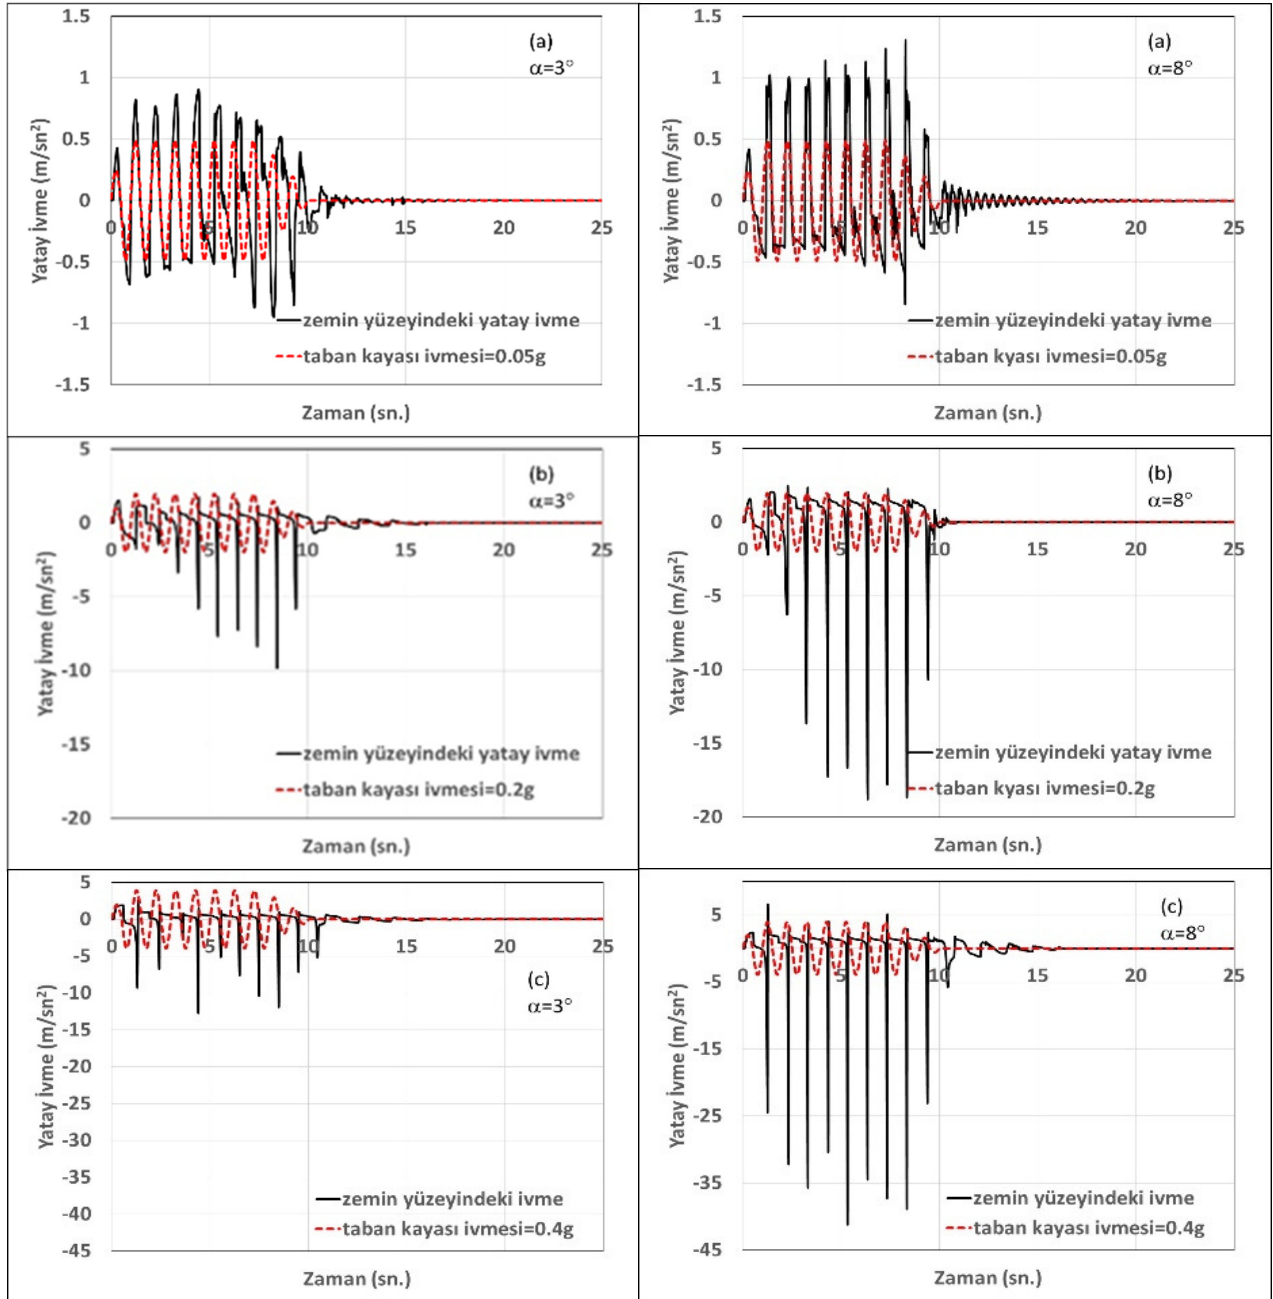 1.5
1
0.5
0
-0.5
-1
-1.5
0
5
10
15
20
25
Yatay İvme (m/sn²)
Zaman (sn.)
(a)
α=3°
zemin yüzeyindeki yatay ivme
taban kayası ivmesi=0.05g
1.5
1
0.5
0
-0.5
-1
-1.5
0
5
10
15
20
25
Yatay İvme (m/sn²)
Zaman (sn.)
(a)
α=8°
zemin yüzeyindeki yatay ivme
taban kyası ivmesi=0.05g
5
0
-5
-10
-15
-20
0
5
10
15
20
25
Yatay İvme (m/sn²)
Zaman (sn.)
(b)
α=3°
zemin yüzeyindeki yatay ivme
taban kayası ivmesi=0.2g
5
0
-5
-10
-15
-20
0
5
10
15
20
25
Yatay İvme (m/sn²)
Zaman (sn.)
(b)
α=8°
zemin yüzeyindeki yatay ivme
taban kyası ivmesi=0.2g
5
0
-5
-10
-15
-20
-25
-30
-35
-40
-45
0
5
10
15
20
25
Yatay İvme (m/sn²)
Zaman (sn.)
(c)
α=3°
zemin yüzeyindeki ivme
taban kayası ivmesi=0.4g
5
-5
-15
-25
-35
-45
0
5
10
15
20
25
Yatay İvme (m/sn²)
Zaman (sn.)
(c)
α=8°
zemin yüzeyindeki ivme
taban kayası ivmesi=0.4g